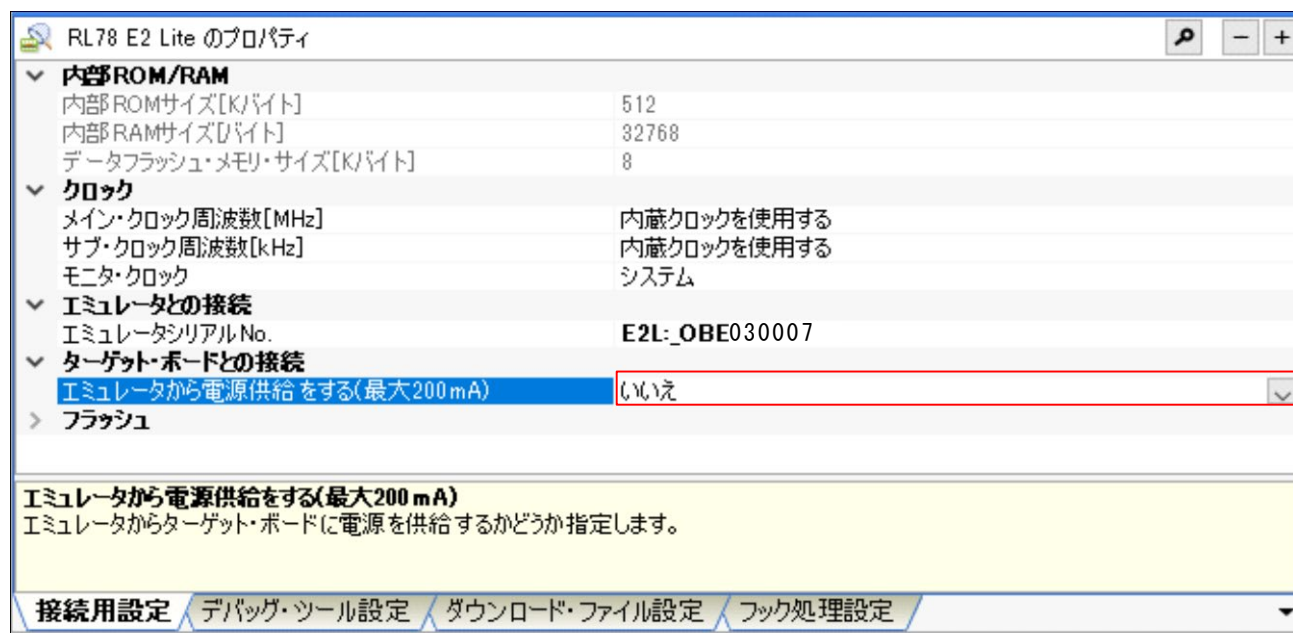 RL78 E2 Lite のプロパティ
内部ROM/RAM
内部ROMサイズ[Kバイト] 512
内部RAMサイズ[バイト] 32768
データフラッシュ・メモリ・サイズ[Kバイト] 8
クロック
メイン・クロック周波数[MHz] 内蔵クロックを使用する
サブ・クロック周波数[kHz] 内蔵クロックを使用する
モニタ・クロック システム
エミュレータとの接続
エミュレータシリアルNo. E2L:_OBE030007
ターゲット・ボードとの接続
エミュレータから電源供給をする(最大200mA) いいえ
フラッシュ
エミュレータから電源供給をする(最大200mA)
エミュレータからターゲット・ボードに電源を供給するかどうか指定します。
接続用設定 デバッグ・ツール設定 ダウンロード・ファイル設定 フック処理設定